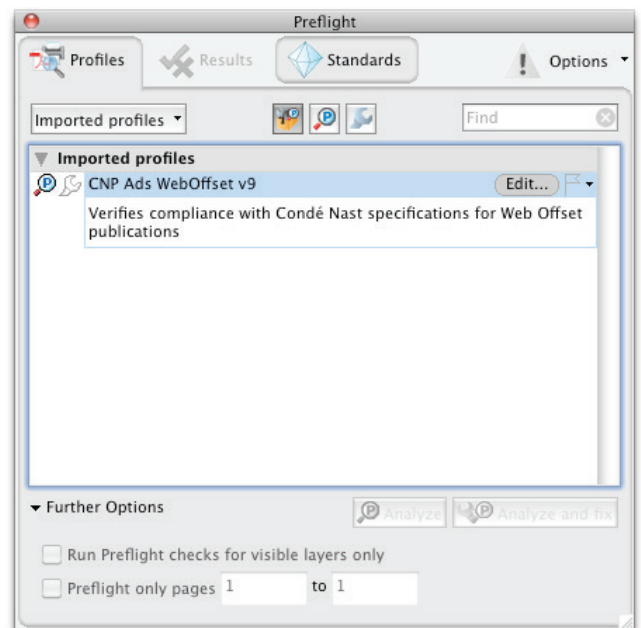 Preflight
Profiles
Results
Standards
Options
Imported profiles
Find
Imported profiles
CNP Ads WebOffset v9
Edit...
Verifies compliance with Condé Nast specifications for Web Offset
publications
Further Options
Analyze
Analyze and fix
Run Preflight checks for visible layers only
Preflight only pages 1 to 1